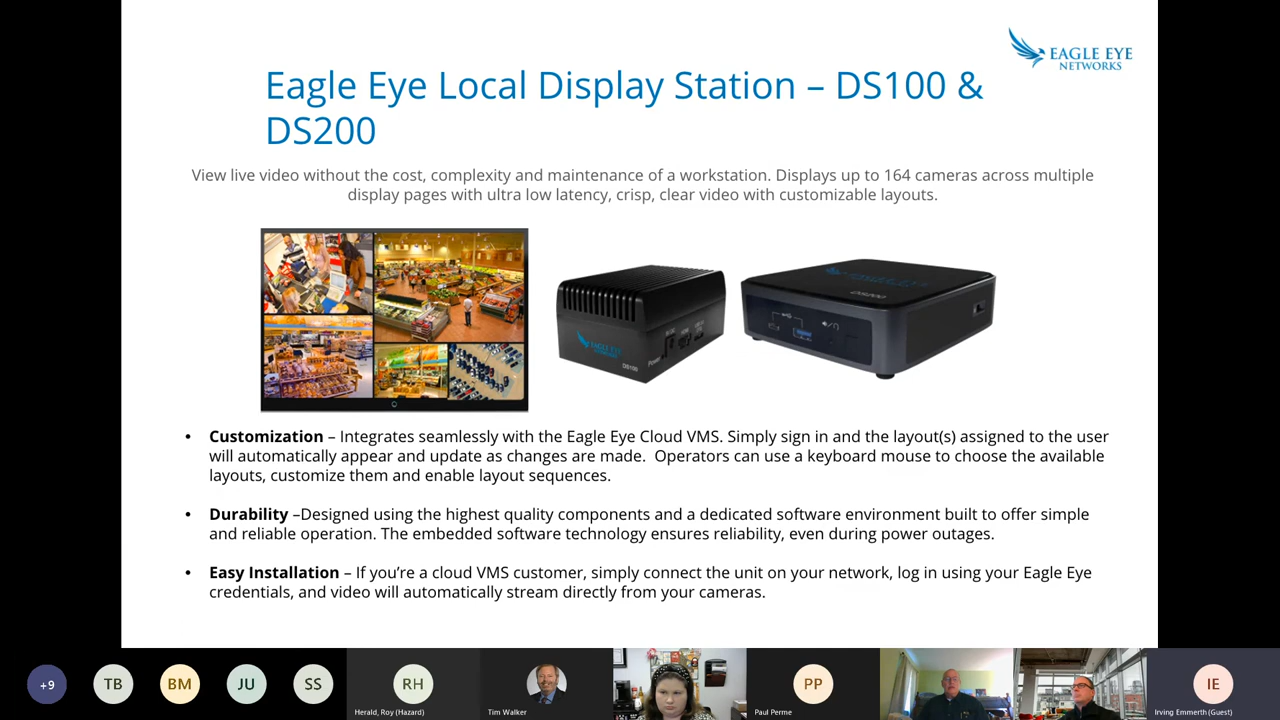 EAGLE EYE
NETWORKS
Eagle Eye Local Display Station – DS100 &
DS200
View live video without the cost, complexity and maintenance of a workstation. Displays up to 164 cameras across multiple
display pages with ultra low latency, crisp, clear video with customizable layouts.
EAGLE EYE
NETWORKS
Power
DS100
EAGLE EYE
DS200
• Customization – Integrates seamlessly with the Eagle Eye Cloud VMS. Simply sign in and the layout(s) assigned to the user
will automatically appear and update as changes are made.  Operators can use a keyboard mouse to choose the available
layouts, customize them and enable layout sequences.
• Durability –Designed using the highest quality components and a dedicated software environment built to offer simple
and reliable operation. The embedded software technology ensures reliability, even during power outages.
• Easy Installation – If you’re a cloud VMS customer, simply connect the unit on your network, log in using your Eagle Eye
credentials, and video will automatically stream directly from your cameras.
+9
TB
BM
JU
SS
RH
PP
IE
Herald, Roy (Hazard)
Tim Walker
Paul Perme
Irving Emmerth (Guest)